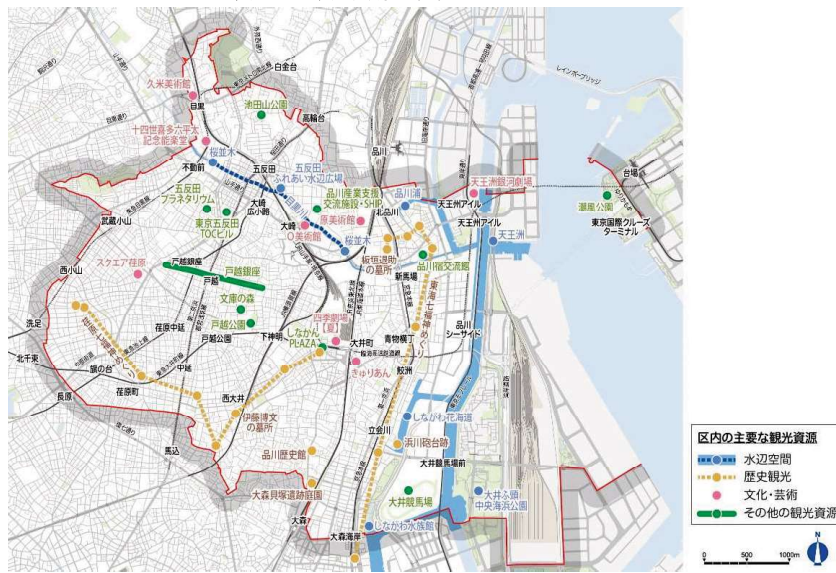 白金台
レインボーブリッジ
久米美術館
目黒
池田山公園
高輪台
十四世喜多六平太
記念能楽堂
桜並木
不動前
五反田
五反田
ふれあい水辺広場
品川
台場
潮風公園
東京国際クルーズ
ターミナル
天王洲銀河劇場
天王州アイル
天王州アイル
天王洲
品川浦
北品川
品川産業支援
交流施設・SHIP
原美術館
五反田
プラネタリウム
大崎
広小路
東京五反田
TOCビル
大崎
O美術館
目黒川
桜並木
板垣退助
の墓所
新馬場
品川宿交流館
武蔵小山
西小山
スクエア荏原
戸越銀座
戸越銀座
戸越
文庫の森
戸越公園
四季劇場
【夏】
しなかん
PLAZA
大井町
きゅりあん
東海七福神めぐり
青物横丁
品川
シーサイド
鮫洲
洗足
北千束
旗の台
長原
荏原七福神めぐり
荏原中延
戸越公園
下神明
中延
荏原町
西大井
馬込
伊藤博文
の墓所
品川歴史館
大森貝塚遺跡庭園
大森
大森海岸
立会川
しながわ花海道
浜川砲台跡
大井競馬場前
大井競馬場
大井ふ頭
中央海浜公園
しながわ水族館
区内の主要な観光資源
水辺空間
歴史観光
文化・芸術
その他の観光資源
N
0 500 1000m